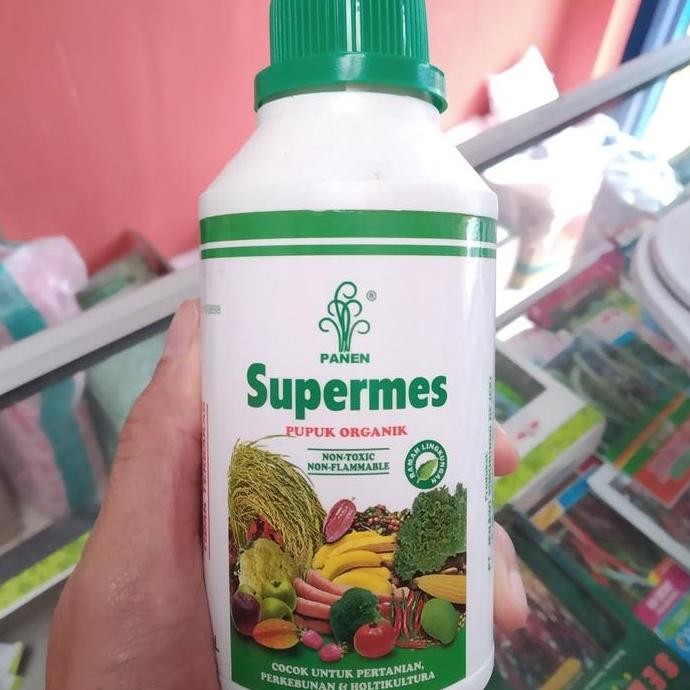 ®
PANEN
Supermes
PUPUK ORGANIK
NON-TOXIC
NON-FLAMMABLE
RAMAH LINGKUNGAN
COCOK UNTUK PERTANIAN,
PERKEBUNAN & HOLTIKULTURA